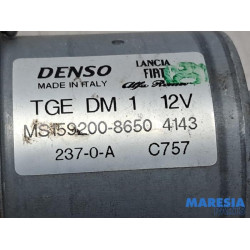 DENSO
MADE IN ITALY
LANCIA
FIAT
Alfa Romeo
TGE DM 1 12V
MS159200-8650 4143
237-0-A C757
MARESIA